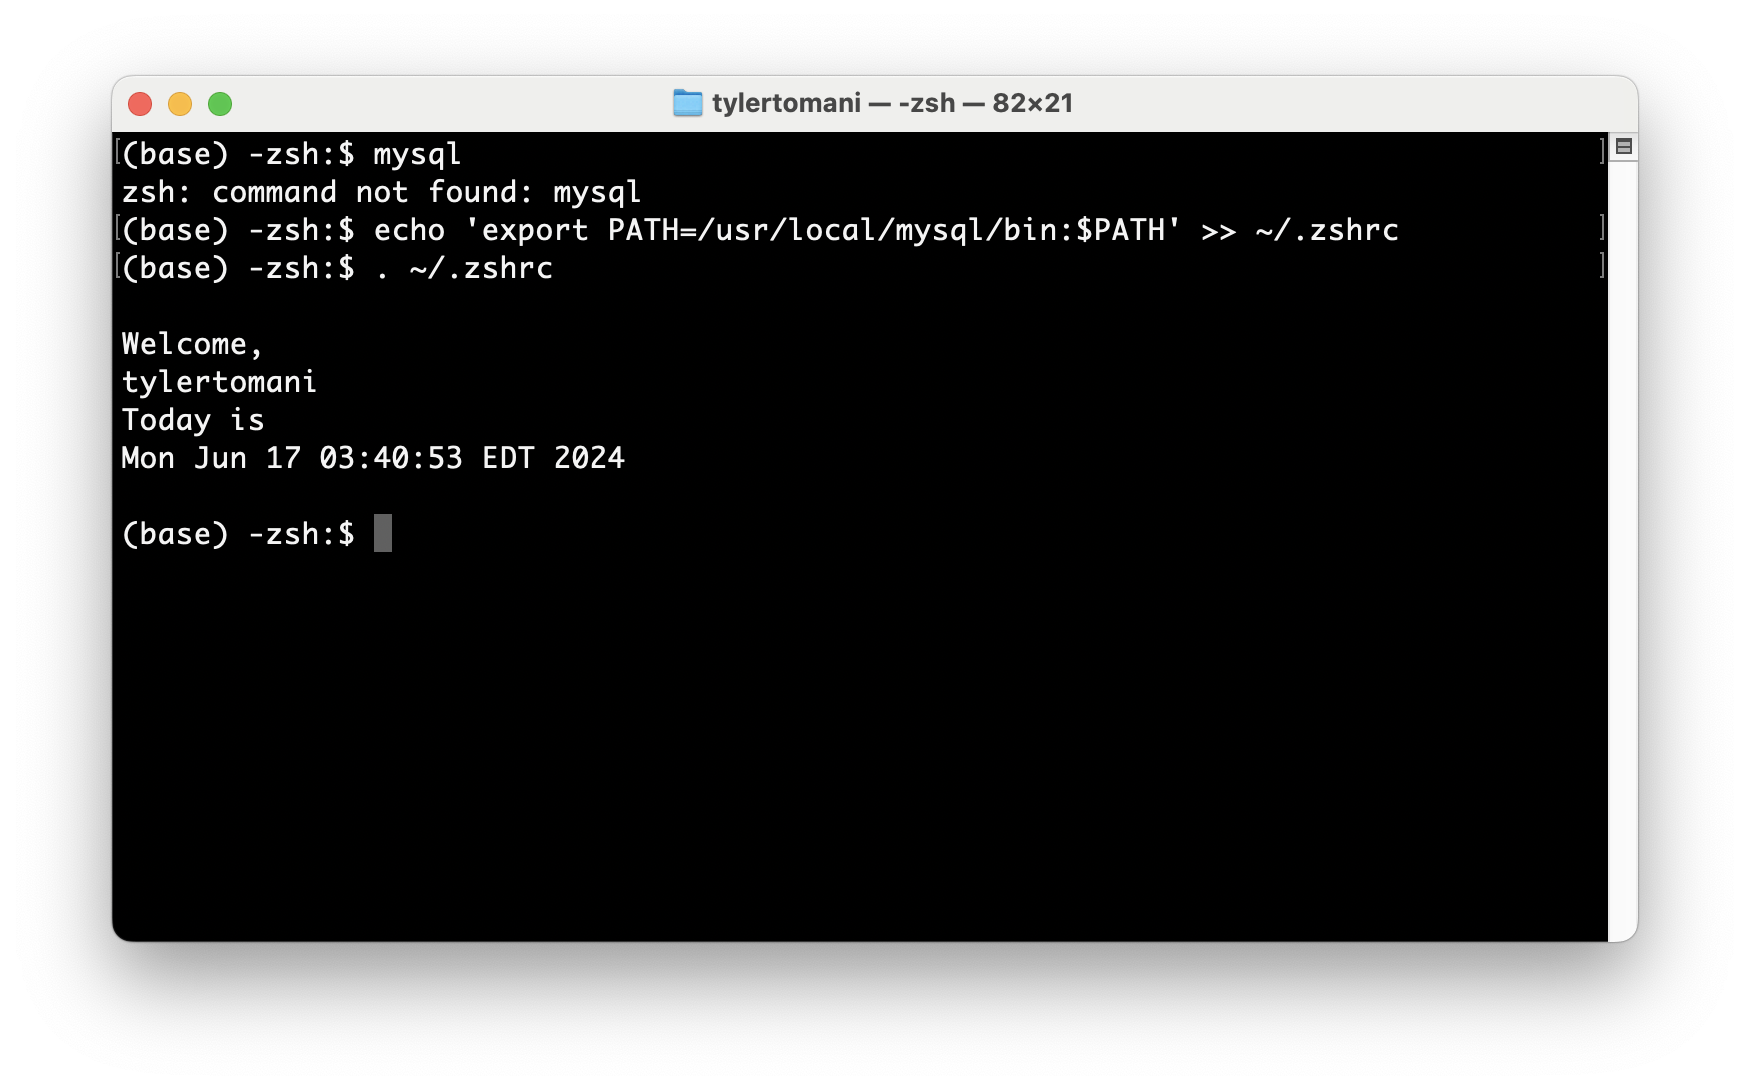 tylertomani — -zsh — 82×21
(base) -zsh:$ mysql
zsh: command not found: mysql
(base) -zsh:$ echo 'export PATH=/usr/local/mysql/bin:$PATH' >> ~/.zshrc
(base) -zsh:$ . ~/.zshrc
Welcome,
tylertomani
Today is
Mon Jun 17 03:40:53 EDT 2024
(base) -zsh:$